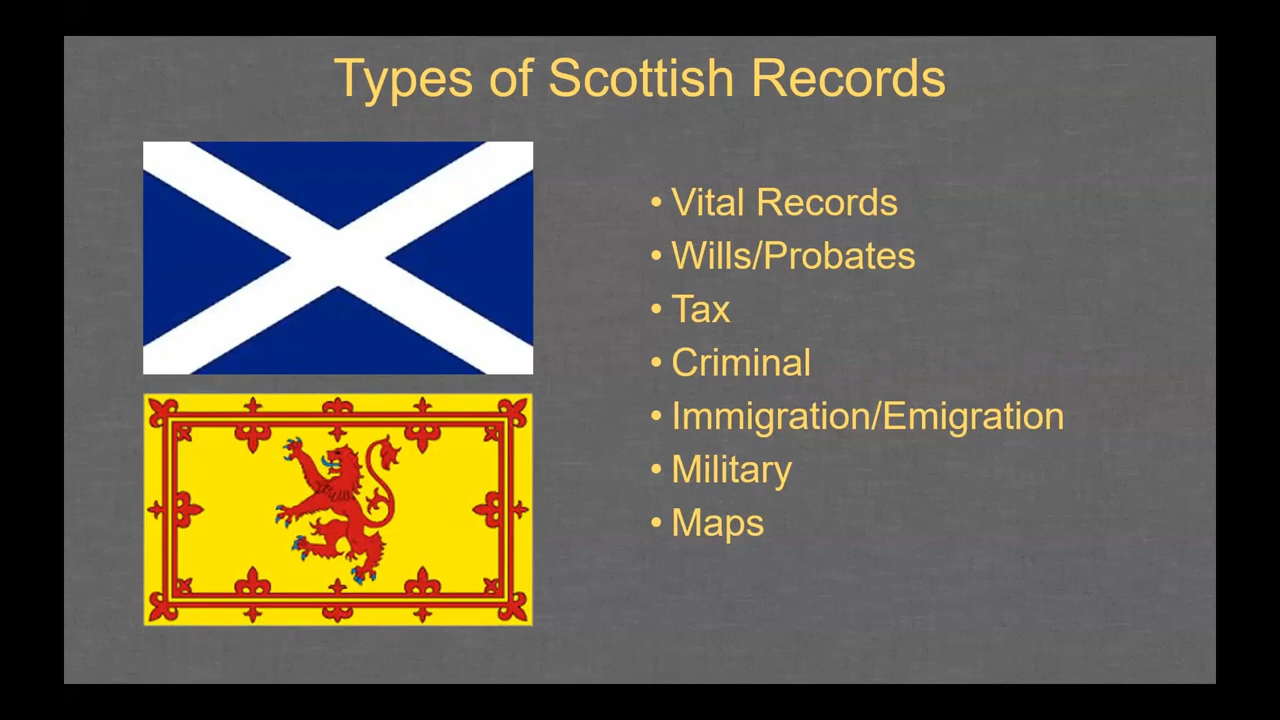 Types of Scottish Records
• Vital Records
• Wills/Probates
• Tax
• Criminal
• Immigration/Emigration
• Military
• Maps